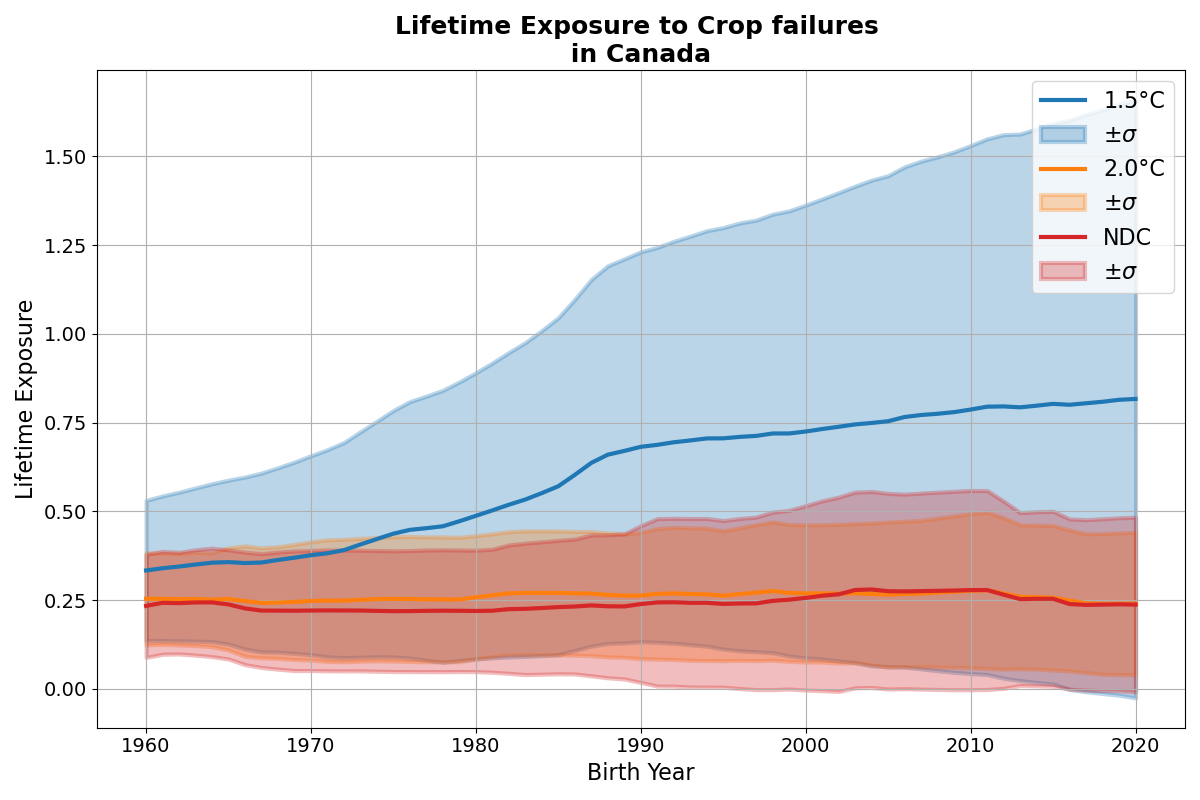 Lifetime Exposure to Crop failures
in Canada
1.5°C
±σ
2.0°C
±σ
NDC
±σ
Lifetime Exposure
1.50
1.25
1.00
0.75
0.50
0.25
0.00
1960 1970 1980 1990 2000 2010 2020
Birth Year